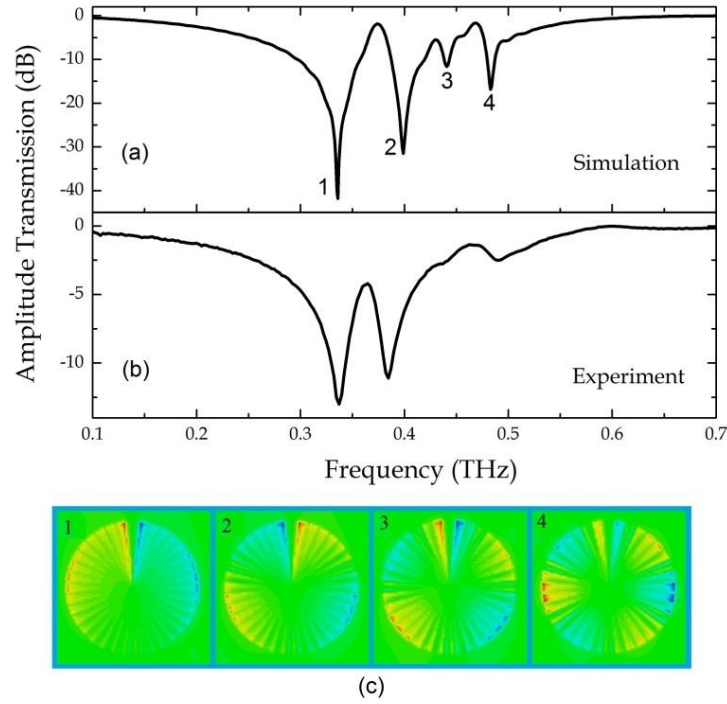 0
-10
-20
-30
-40
Amplitude Transmission (dB)
(a)
1
2
3
4
Simulation
0
-5
-10
(b)
Experiment
0.1 0.2 0.3 0.4 0.5 0.6 0.7
Frequency (THz)
1 2 3 4
(c)